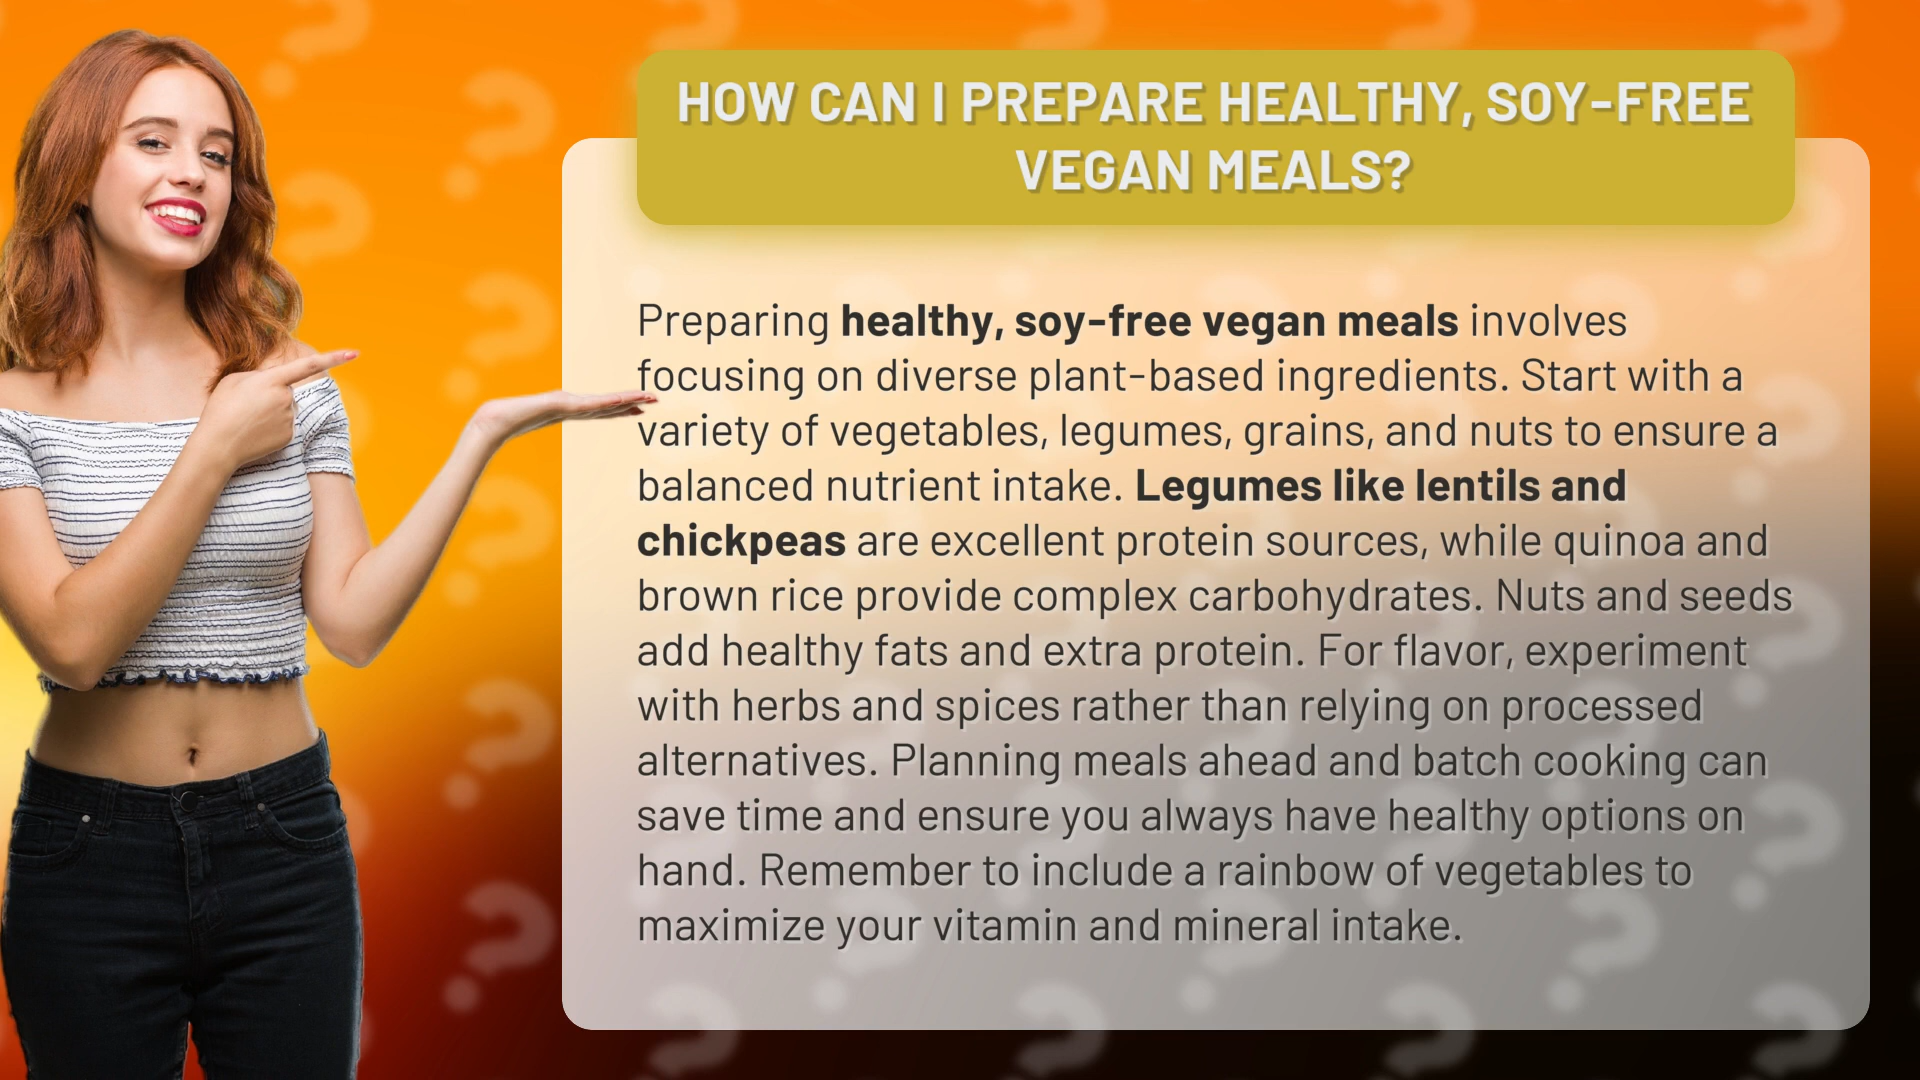 HOW CAN I PREPARE HEALTHY, SOY-FREE
VEGAN MEALS?
Preparing healthy, soy-free vegan meals involves
focusing on diverse plant-based ingredients. Start with a
variety of vegetables, legumes, grains, and nuts to ensure a
balanced nutrient intake. Legumes like lentils and
chickpeas are excellent protein sources, while quinoa and
brown rice provide complex carbohydrates. Nuts and seeds
add healthy fats and extra protein. For flavor, experiment
with herbs and spices rather than relying on processed
alternatives. Planning meals ahead and batch cooking can
save time and ensure you always have healthy options on
hand. Remember to include a rainbow of vegetables to
maximize your vitamin and mineral intake.